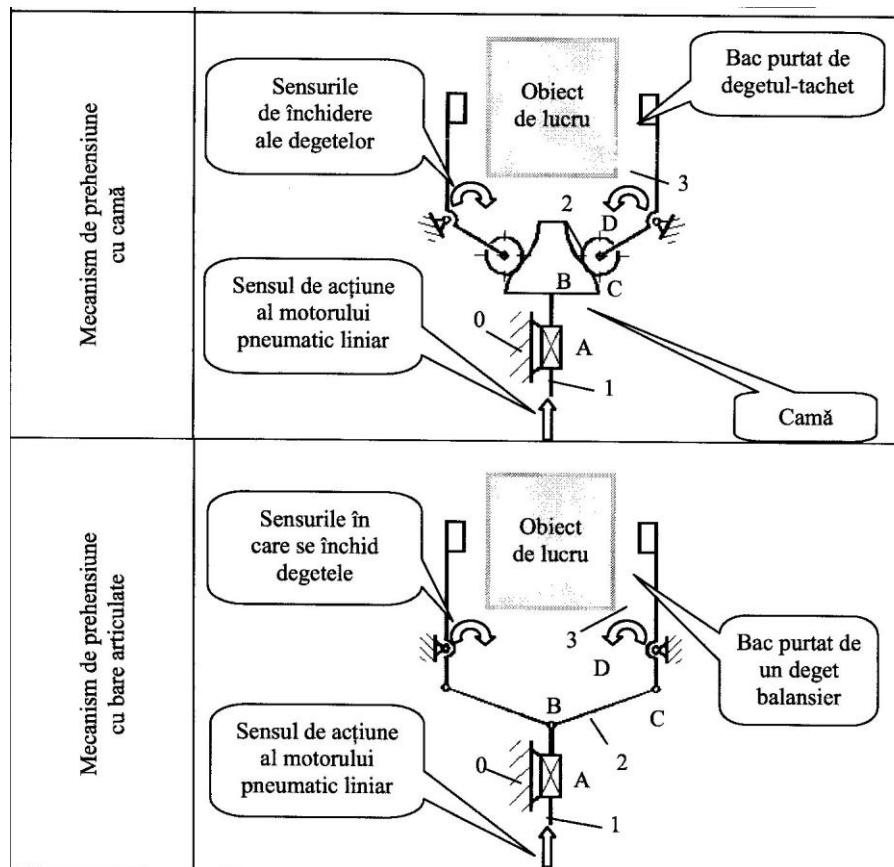 Mecanism de prehensiune
cu camă
Sensurile
de închidere
ale degetelor
Obiect
de lucru
Bac purtat de
degetul-tachet
3
2
D
B
C
Sensul de acțiune
al motorului
pneumatic liniar
0
A
1
Camă
Mecanism de prehensiune
cu bare articulate
Sensurile în
care se închid
degetele
Obiect
de lucru
3
D
Bac purtat de
un deget
balansier
B
C
Sensul de acțiune
al motorului
pneumatic liniar
0
A
2
1